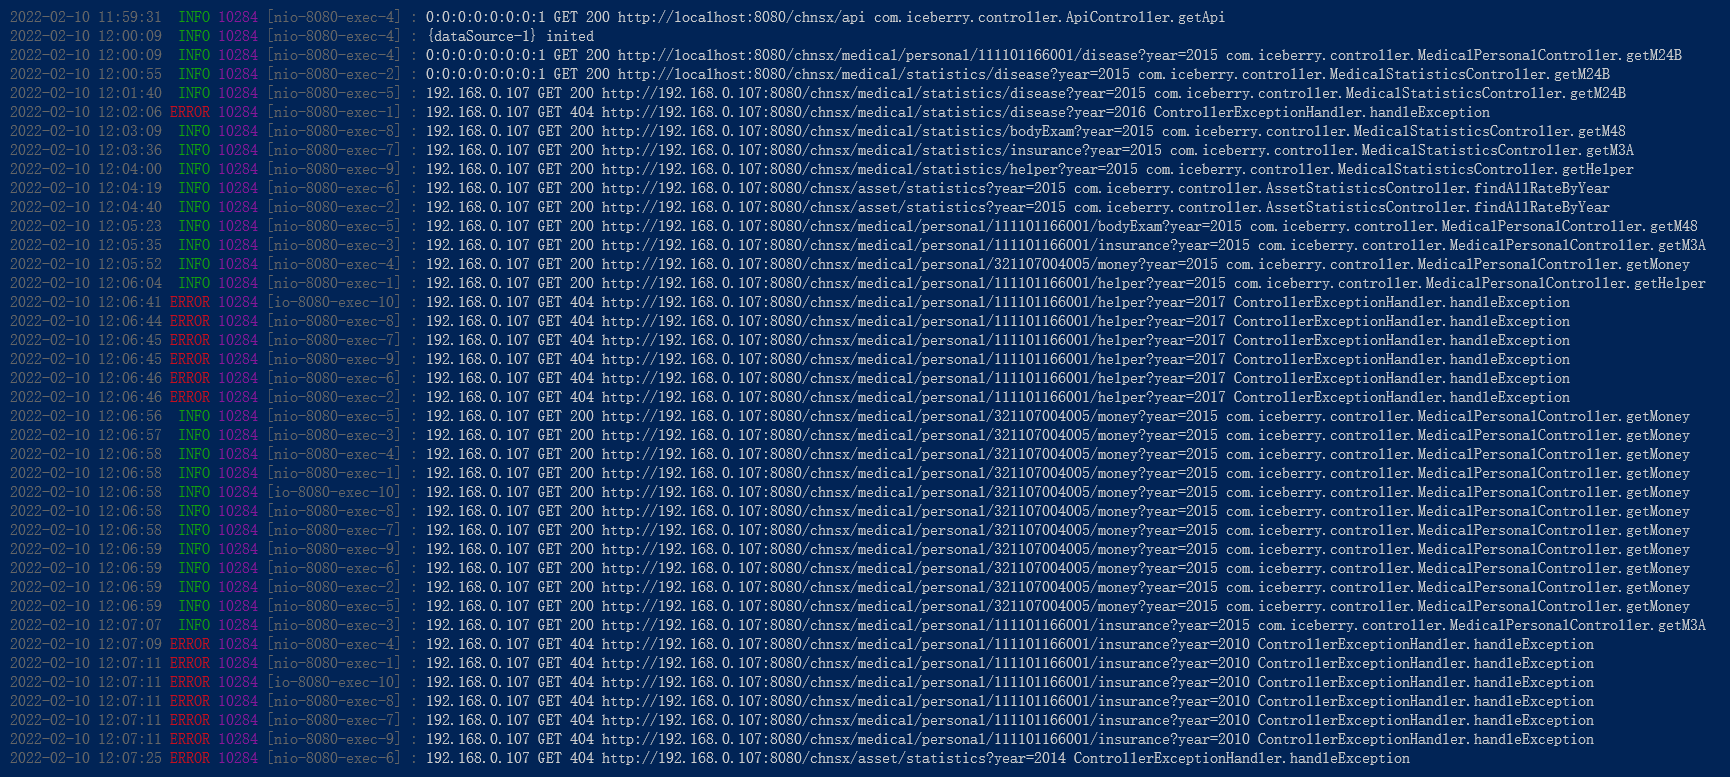 2022-02-10 11:59:31  INFO 10284 [nio-8080-exec-4] : 0:0:0:0:0:0:0:1 GET 200 http://localhost:8080/chnsx/api com.iceberry.controller.ApiController.getApi
2022-02-10 12:00:09  INFO 10284 [nio-8080-exec-4] : {dataSource-1} inited
2022-02-10 12:00:09  INFO 10284 [nio-8080-exec-4] : 0:0:0:0:0:0:0:1 GET 200 http://localhost:8080/chnsx/medical/personal/111101166001/disease?year=2015 com.iceberry.controller.MedicalPersonalController.getM24B
2022-02-10 12:00:55  INFO 10284 [nio-8080-exec-2] : 0:0:0:0:0:0:0:1 GET 200 http://localhost:8080/chnsx/medical/statistics/disease?year=2015 com.iceberry.controller.MedicalStatisticsController.getM24B
2022-02-10 12:01:40  INFO 10284 [nio-8080-exec-5] : 192.168.0.107 GET 200 http://192.168.0.107:8080/chnsx/medical/statistics/disease?year=2015 com.iceberry.controller.MedicalStatisticsController.getM24B
2022-02-10 12:02:06 ERROR 10284 [nio-8080-exec-1] : 192.168.0.107 GET 404 http://192.168.0.107:8080/chnsx/medical/statistics/disease?year=2016 ControllerExceptionHandler.handleException
2022-02-10 12:03:09  INFO 10284 [nio-8080-exec-8] : 192.168.0.107 GET 200 http://192.168.0.107:8080/chnsx/medical/statistics/bodyExam?year=2015 com.iceberry.controller.MedicalStatisticsController.getM48
2022-02-10 12:03:36  INFO 10284 [nio-8080-exec-7] : 192.168.0.107 GET 200 http://192.168.0.107:8080/chnsx/medical/statistics/insurance?year=2015 com.iceberry.controller.MedicalStatisticsController.getM3A
2022-02-10 12:04:00  INFO 10284 [nio-8080-exec-9] : 192.168.0.107 GET 200 http://192.168.0.107:8080/chnsx/medical/statistics/helper?year=2015 com.iceberry.controller.MedicalStatisticsController.getHelper
2022-02-10 12:04:19  INFO 10284 [nio-8080-exec-6] : 192.168.0.107 GET 200 http://192.168.0.107:8080/chnsx/asset/statistics?year=2015 com.iceberry.controller.AssetStatisticsController.findAllRateByYear
2022-02-10 12:04:40  INFO 10284 [nio-8080-exec-2] : 192.168.0.107 GET 200 http://192.168.0.107:8080/chnsx/asset/statistics?year=2015 com.iceberry.controller.AssetStatisticsController.findAllRateByYear
2022-02-10 12:05:23  INFO 10284 [nio-8080-exec-5] : 192.168.0.107 GET 200 http://192.168.0.107:8080/chnsx/medical/personal/111101166001/bodyExam?year=2015 com.iceberry.controller.MedicalPersonalController.getM48
2022-02-10 12:05:35  INFO 10284 [nio-8080-exec-3] : 192.168.0.107 GET 200 http://192.168.0.107:8080/chnsx/medical/personal/111101166001/insurance?year=2015 com.iceberry.controller.MedicalPersonalController.getM3A
2022-02-10 12:05:52  INFO 10284 [nio-8080-exec-4] : 192.168.0.107 GET 200 http://192.168.0.107:8080/chnsx/medical/personal/321107004005/money?year=2015 com.iceberry.controller.MedicalPersonalController.getMoney
2022-02-10 12:06:04  INFO 10284 [nio-8080-exec-1] : 192.168.0.107 GET 200 http://192.168.0.107:8080/chnsx/medical/personal/111101166001/helper?year=2015 com.iceberry.controller.MedicalPersonalController.getHelper
2022-02-10 12:06:41 ERROR 10284 [io-8080-exec-10] : 192.168.0.107 GET 404 http://192.168.0.107:8080/chnsx/medical/personal/111101166001/helper?year=2017 ControllerExceptionHandler.handleException
2022-02-10 12:06:44 ERROR 10284 [nio-8080-exec-8] : 192.168.0.107 GET 404 http://192.168.0.107:8080/chnsx/medical/personal/111101166001/helper?year=2017 ControllerExceptionHandler.handleException
2022-02-10 12:06:45 ERROR 10284 [nio-8080-exec-7] : 192.168.0.107 GET 404 http://192.168.0.107:8080/chnsx/medical/personal/111101166001/helper?year=2017 ControllerExceptionHandler.handleException
2022-02-10 12:06:45 ERROR 10284 [nio-8080-exec-9] : 192.168.0.107 GET 404 http://192.168.0.107:8080/chnsx/medical/personal/111101166001/helper?year=2017 ControllerExceptionHandler.handleException
2022-02-10 12:06:46 ERROR 10284 [nio-8080-exec-6] : 192.168.0.107 GET 404 http://192.168.0.107:8080/chnsx/medical/personal/111101166001/helper?year=2017 ControllerExceptionHandler.handleException
2022-02-10 12:06:46 ERROR 10284 [nio-8080-exec-2] : 192.168.0.107 GET 404 http://192.168.0.107:8080/chnsx/medical/personal/111101166001/helper?year=2017 ControllerExceptionHandler.handleException
2022-02-10 12:06:56  INFO 10284 [nio-8080-exec-5] : 192.168.0.107 GET 200 http://192.168.0.107:8080/chnsx/medical/personal/321107004005/money?year=2015 com.iceberry.controller.MedicalPersonalController.getMoney
2022-02-10 12:06:57  INFO 10284 [nio-8080-exec-3] : 192.168.0.107 GET 200 http://192.168.0.107:8080/chnsx/medical/personal/321107004005/money?year=2015 com.iceberry.controller.MedicalPersonalController.getMoney
2022-02-10 12:06:58  INFO 10284 [nio-8080-exec-4] : 192.168.0.107 GET 200 http://192.168.0.107:8080/chnsx/medical/personal/321107004005/money?year=2015 com.iceberry.controller.MedicalPersonalController.getMoney
2022-02-10 12:06:58  INFO 10284 [nio-8080-exec-1] : 192.168.0.107 GET 200 http://192.168.0.107:8080/chnsx/medical/personal/321107004005/money?year=2015 com.iceberry.controller.MedicalPersonalController.getMoney
2022-02-10 12:06:58  INFO 10284 [io-8080-exec-10] : 192.168.0.107 GET 200 http://192.168.0.107:8080/chnsx/medical/personal/321107004005/money?year=2015 com.iceberry.controller.MedicalPersonalController.getMoney
2022-02-10 12:06:58  INFO 10284 [nio-8080-exec-8] : 192.168.0.107 GET 200 http://192.168.0.107:8080/chnsx/medical/personal/321107004005/money?year=2015 com.iceberry.controller.MedicalPersonalController.getMoney
2022-02-10 12:06:58  INFO 10284 [nio-8080-exec-7] : 192.168.0.107 GET 200 http://192.168.0.107:8080/chnsx/medical/personal/321107004005/money?year=2015 com.iceberry.controller.MedicalPersonalController.getMoney
2022-02-10 12:06:59  INFO 10284 [nio-8080-exec-9] : 192.168.0.107 GET 200 http://192.168.0.107:8080/chnsx/medical/personal/321107004005/money?year=2015 com.iceberry.controller.MedicalPersonalController.getMoney
2022-02-10 12:06:59  INFO 10284 [nio-8080-exec-6] : 192.168.0.107 GET 200 http://192.168.0.107:8080/chnsx/medical/personal/321107004005/money?year=2015 com.iceberry.controller.MedicalPersonalController.getMoney
2022-02-10 12:06:59  INFO 10284 [nio-8080-exec-2] : 192.168.0.107 GET 200 http://192.168.0.107:8080/chnsx/medical/personal/321107004005/money?year=2015 com.iceberry.controller.MedicalPersonalController.getMoney
2022-02-10 12:06:59  INFO 10284 [nio-8080-exec-5] : 192.168.0.107 GET 200 http://192.168.0.107:8080/chnsx/medical/personal/321107004005/money?year=2015 com.iceberry.controller.MedicalPersonalController.getMoney
2022-02-10 12:07:07  INFO 10284 [nio-8080-exec-3] : 192.168.0.107 GET 200 http://192.168.0.107:8080/chnsx/medical/personal/111101166001/insurance?year=2015 com.iceberry.controller.MedicalPersonalController.getM3A
2022-02-10 12:07:09 ERROR 10284 [nio-8080-exec-4] : 192.168.0.107 GET 404 http://192.168.0.107:8080/chnsx/medical/personal/111101166001/insurance?year=2010 ControllerExceptionHandler.handleException
2022-02-10 12:07:11 ERROR 10284 [nio-8080-exec-1] : 192.168.0.107 GET 404 http://192.168.0.107:8080/chnsx/medical/personal/111101166001/insurance?year=2010 ControllerExceptionHandler.handleException
2022-02-10 12:07:11 ERROR 10284 [io-8080-exec-10] : 192.168.0.107 GET 404 http://192.168.0.107:8080/chnsx/medical/personal/111101166001/insurance?year=2010 ControllerExceptionHandler.handleException
2022-02-10 12:07:11 ERROR 10284 [nio-8080-exec-8] : 192.168.0.107 GET 404 http://192.168.0.107:8080/chnsx/medical/personal/111101166001/insurance?year=2010 ControllerExceptionHandler.handleException
2022-02-10 12:07:11 ERROR 10284 [nio-8080-exec-7] : 192.168.0.107 GET 404 http://192.168.0.107:8080/chnsx/medical/personal/111101166001/insurance?year=2010 ControllerExceptionHandler.handleException
2022-02-10 12:07:11 ERROR 10284 [nio-8080-exec-9] : 192.168.0.107 GET 404 http://192.168.0.107:8080/chnsx/medical/personal/111101166001/insurance?year=2010 ControllerExceptionHandler.handleException
2022-02-10 12:07:25 ERROR 10284 [nio-8080-exec-6] : 192.168.0.107 GET 404 http://192.168.0.107:8080/chnsx/asset/statistics?year=2014 ControllerExceptionHandler.handleException